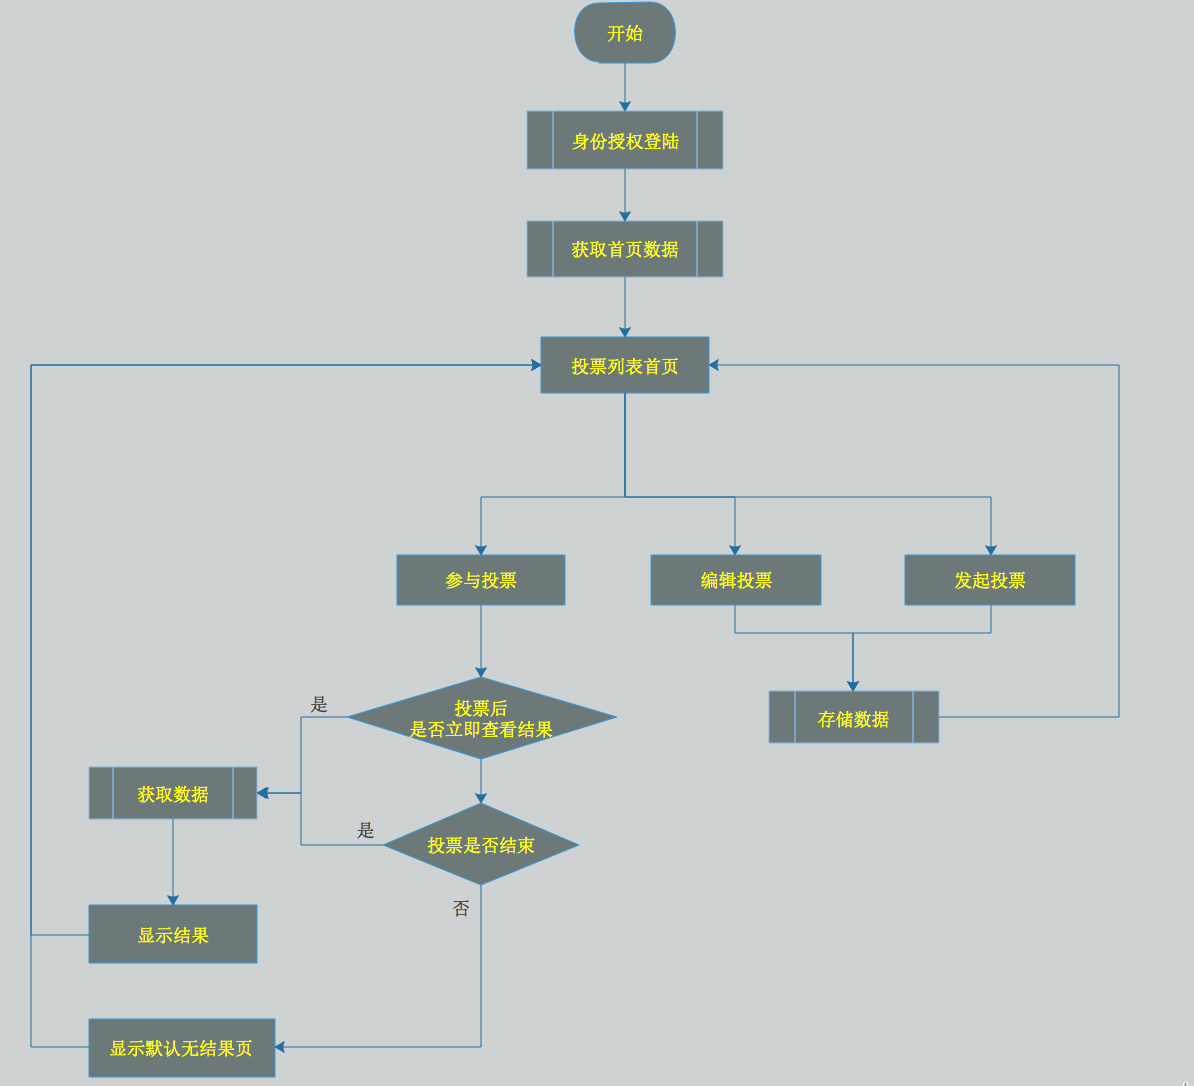 开始
身份授权登陆
获取首页数据
投票列表首页
参与投票
编辑投票
发起投票
是
投票后
是否立即查看结果
存储数据
获取数据
是
投票是否结束
否
显示结果
显示默认无结果页